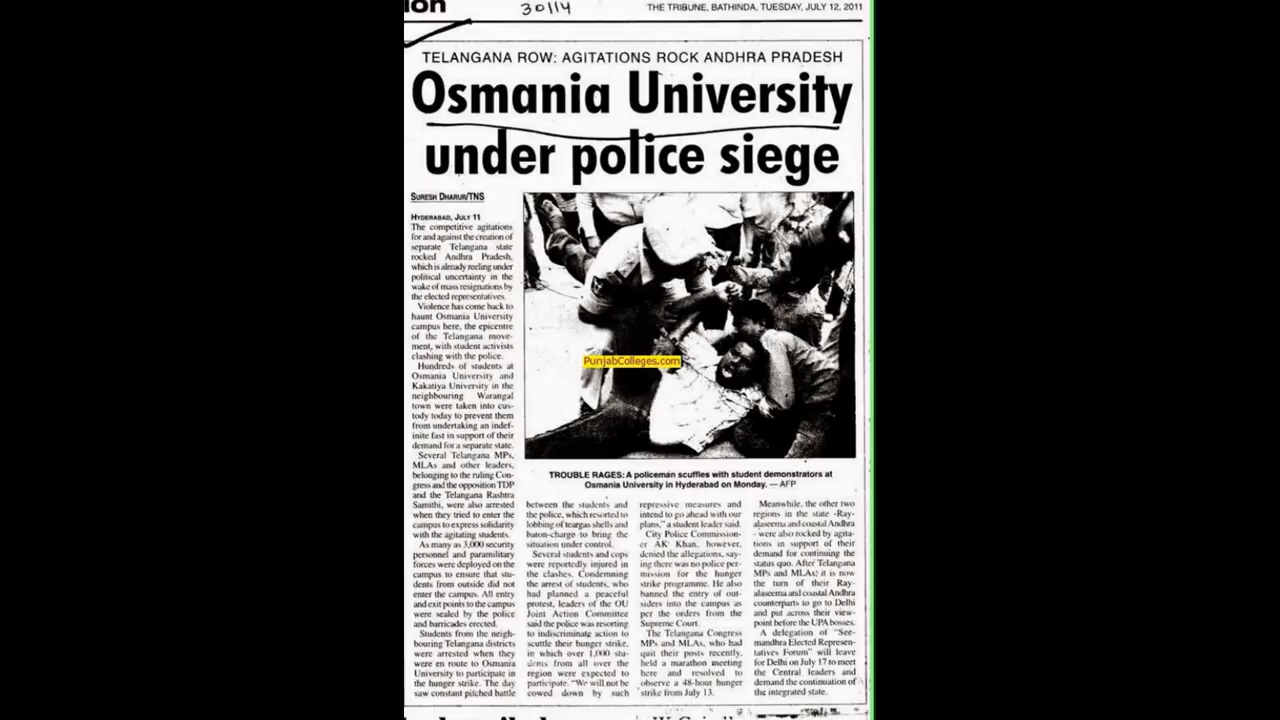 ion
30114
THE TRIBUNE, BATHINDA, TUESDAY, JULY 12, 2011
TELANGANA ROW: AGITATIONS ROCK ANDHRA PRADESH
Osmania University
under police siege
SURESH DHARUR/TNS
HYDERABAD, JULY 11
The competitive agitations
for and against the creation of
separate Telangana state
rocked Andhra Pradesh,
which is already reeling under
political uncertainty in the
wake of mass resignations by
the elected representatives.
Violence has come back to
haunt Osmania University
campus here, the epicentre
of the Telangana move-
ment, with student activists
clashing with the police.
Hundreds of students at
Osmania University and
Kakatiya University in the
neighbouring Warangal
town were taken into cus-
tody today to prevent them
from undertaking an indef-
inite fast in support of their
demand for a separate state.
Several Telangana MPs,
MLAs and other leaders,
belonging to the ruling Con-
gress and the opposition TDP
and the Telangana Rashtra
Samithi, were also arrested
when they tried to enter the
campus to express solidarity
with the agitating students.
As many as 3,000 security
personnel and paramilitary
forces were deployed on the
campus to ensure that stu-
dents from outside did not
enter the campus. All entry
and exit points to the campus
were sealed by the police
and barricades erected.
Students from the neigh-
bouring Telangana districts
were arrested when they
were en route to Osmania
University to participate in
the hunger strike. The day
saw constant pitched battle
PunjabColleges.com
TROUBLE RAGES: A policeman scuffles with student demonstrators at
Osmania University in Hyderabad on Monday. — AFP
between the students and
the police, which resorted to
lobbing of teargas shells and
baton-charge to bring the
situation under control.
Several students and cops
were reportedly injured in
the clashes. Condemning
the arrest of students, who
had planned a peaceful
protest, leaders of the OU
Joint Action Committee
said the police was resorting
to indiscriminate action to
scuttle their hunger strike,
in which over 1,000 stu-
dents from all over the
region were expected to
participate. "We will not be
cowed down by such
repressive measures and
intend to go ahead with our
plans," a student leader said.
City Police Commission-
er AK Khan, however,
denied the allegations, say-
ing there was no police per-
mission for the hunger
strike programme. He also
banned the entry of out-
siders into the campus as
per the orders from the
Supreme Court.
The Telangana Congress
MPs and MLAs, who had
quit their posts recently,
held a marathon meeting
here and resolved to
observe a 48-hour hunger
strike from July 13.
Meanwhile, the other two
regions in the state -Ray-
alaseema and coastal Andhra
- were also rocked by agita-
tions in support of their
demand for continuing the
status quo. After Telangana
MPs and MLAs, it is now
the turn of their Ray-
alaseema and coastal Andhra
counterparts to go to Delhi
and put across their view-
point before the UPA bosses.
A delegation of "See-
mandhra Elected Represen-
tatives Forum" will leave
for Delhi on July 17 to meet
the Central leaders and
demand the continuation of
the integrated state.